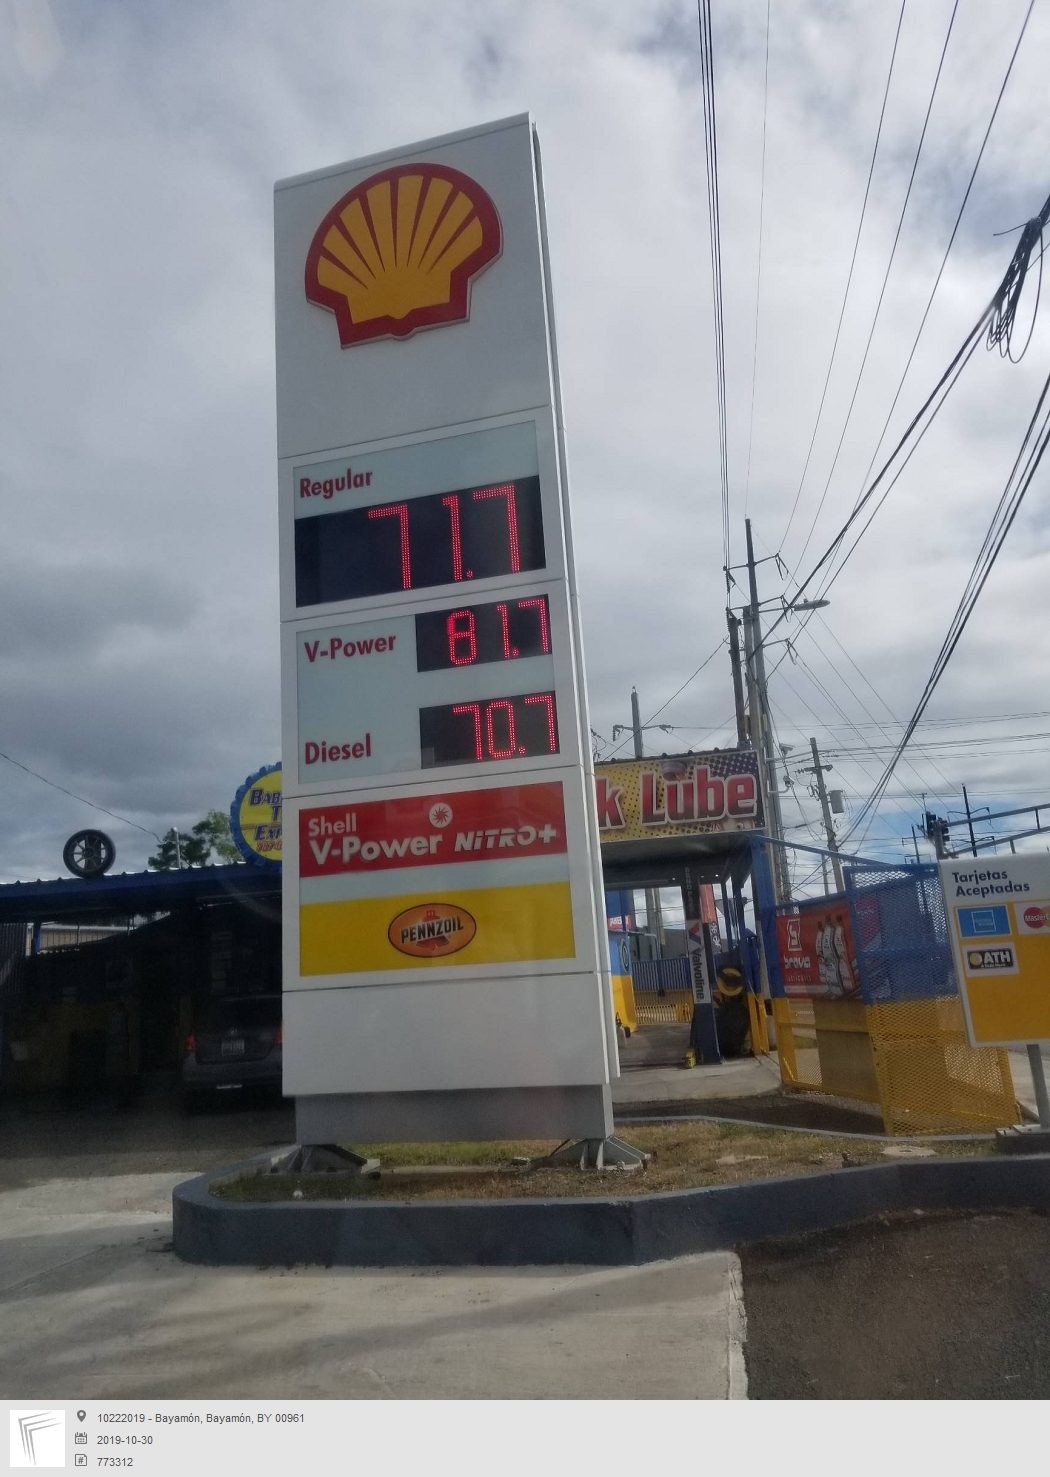 Regular
71.7
V-Power
81.7
Diesel
70.7
Shell
V-Power NiTRO+
PENNZOIL
k Lube
Valvoline
brava
Tarjetas
Aceptadas
ATH
10222019 - Bayamón, Bayamón, BY 00961
2019-10-30
773312